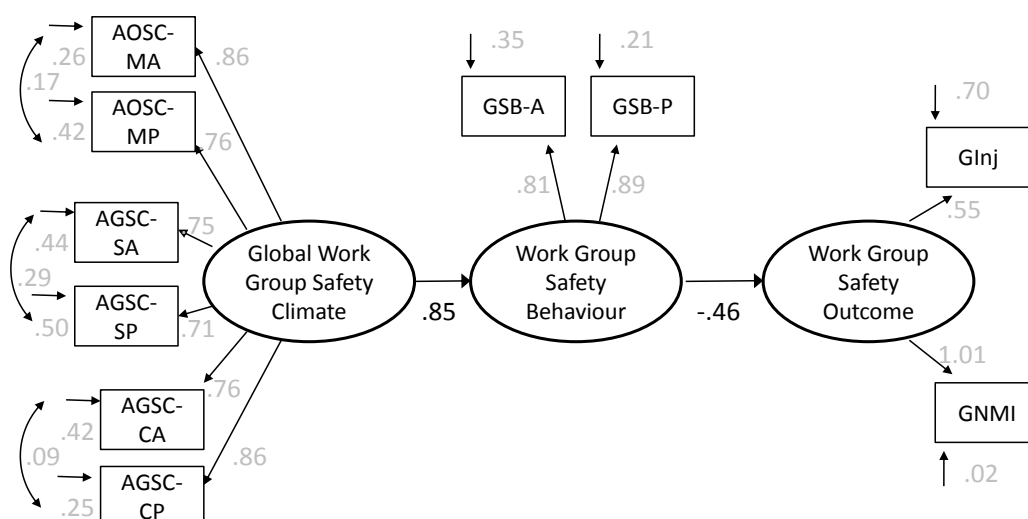 AOSC-
MA
.26
.86
.17
AOSC-
MP
.42
.76
AGSC-
SA
.44
.75
.29
AGSC-
SP
.50
.71
AGSC-
CA
.42
.76
.09
AGSC-
CP
.25
.86
Global Work
Group Safety
Climate
.85
.35
.21
GSB-A
GSB-P
.81
.89
Work Group
Safety
Behaviour
-.46
Work Group
Safety
Outcome
.70
GInj
.55
1.01
GNMI
.02